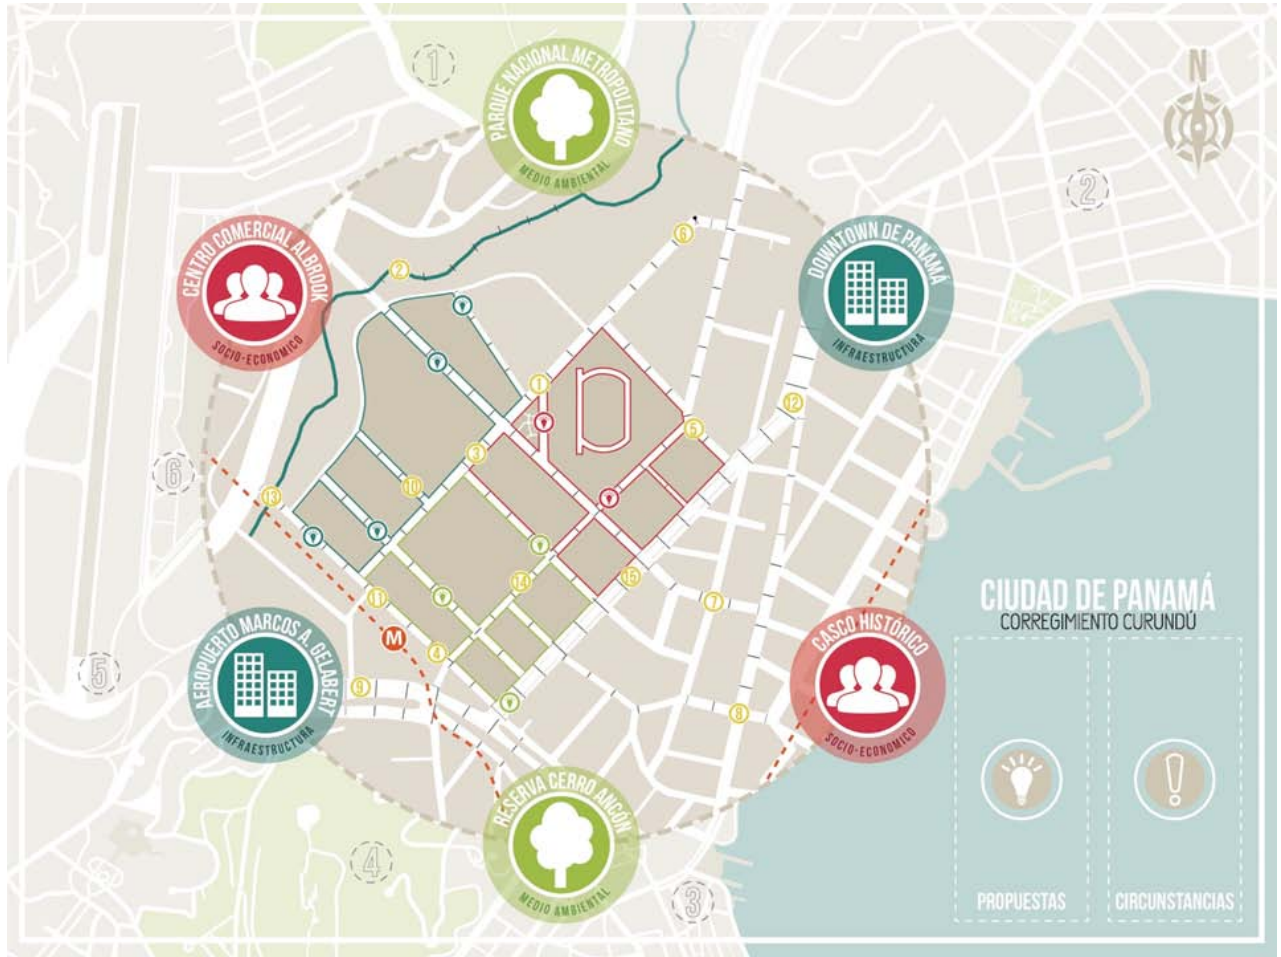 1
PARQUE NACIONAL METROPOLITANO
MEDIO AMBIENTAL
N
2
CENTRO COMERCIAL ALBROOK
SOCIO-ECONOMICO
DOWNTOWN DE PANAMÁ
INFRAESTRUCTURA
6
2
1
12
5
3
6
10
13
14
15
11
7
CIUDAD DE PANAMÁ
CORREGIMIENTO CURUNDÚ
M
4
5
9
8
AEROPUERTO MARCOS A. GELABERT
INFRAESTRUCTURA
CASCO HISTÓRICO
SOCIO-ECONOMICO
RESERVA CERRO ANCÓN
MEDIO AMBIENTAL
4
3
PROPUESTAS
CIRCUNSTANCIAS